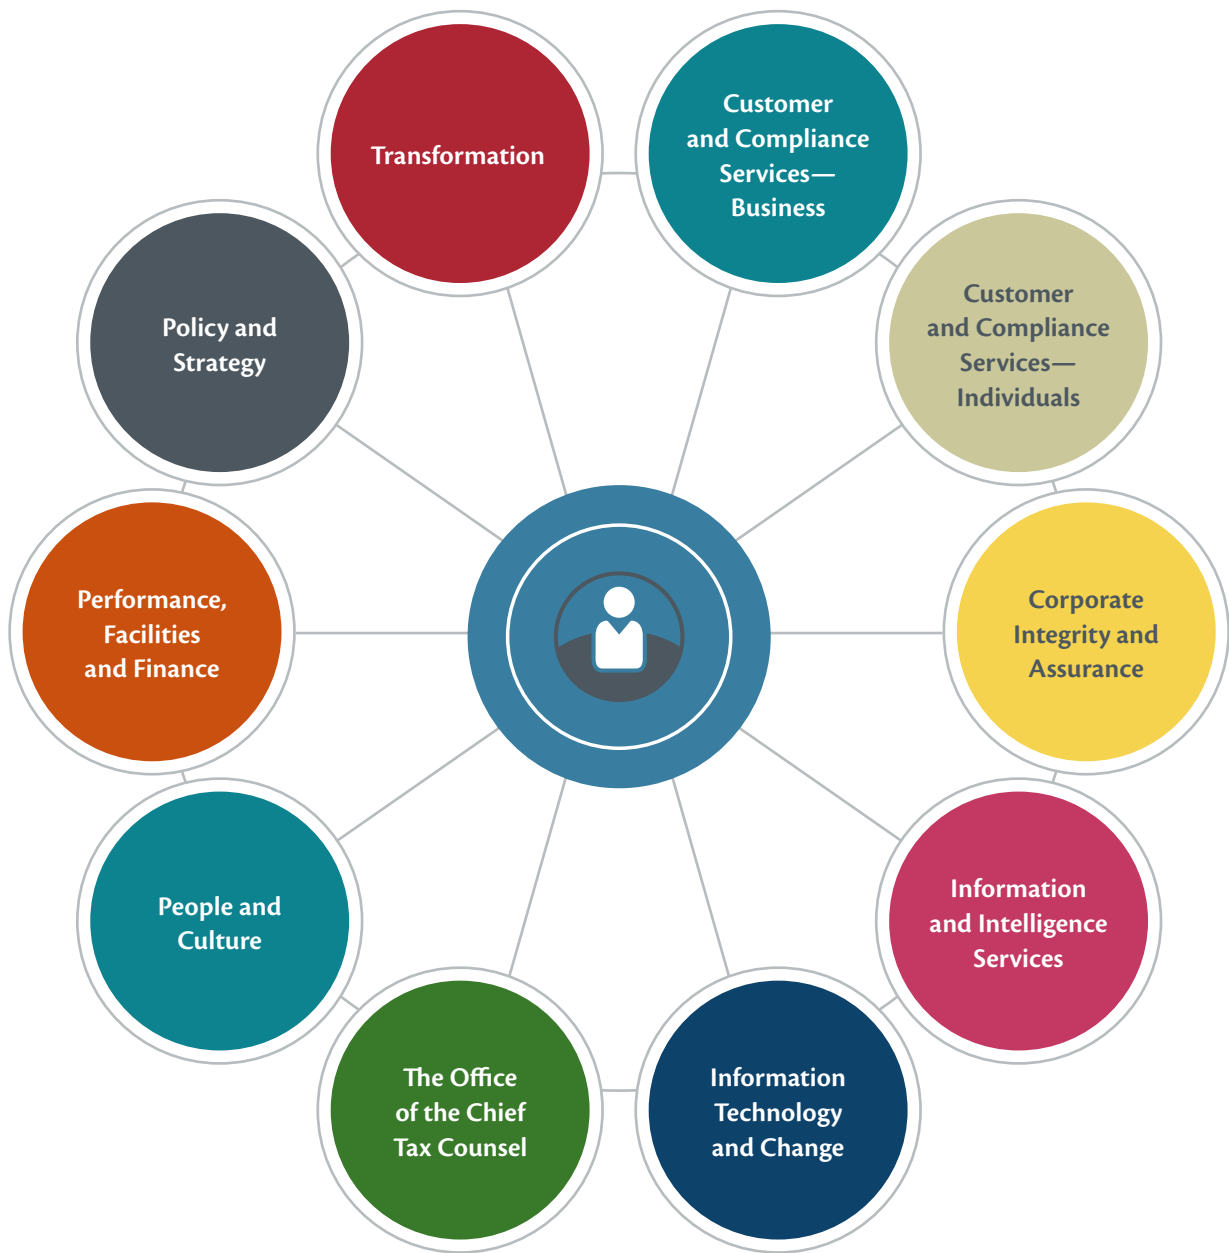 Transformation
Customer
and Compliance
Services—
Business
Customer
and Compliance
Services—
Individuals
Corporate
Integrity and
Assurance
Information
and Intelligence
Services
Information
Technology
and Change
The Office
of the Chief
Tax Counsel
People and
Culture
Performance,
Facilities
and Finance
Policy and
Strategy